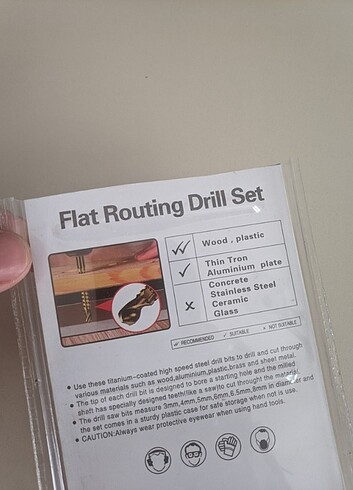 Flat Routing Drill Set
✓✓ Wood , plastic
✓ Thin Tron
Aluminium plate
× Concrete
Stainless Steel
Ceramic
Glass
✓✓ RECOMMENDED ✓ SUITABLE × NOT SUITABLE
• Use these titanium-coated high speed steel drill bits to drill and cut through
various materials such as wood,aluminium,plastic,brass and sheet metal.
• The tip of each drill bit is designed to bore a starting hole and the milled
shaft has specially designed teeth(like a saw)to cut throught the material.
• The drill saw bits measure 3mm,4mm,5mm,6mm,6.5mm,8mm in diameter and
the set comes in a sturdy plastic case for safe storage when not is use.
• CAUTION:Always wear protective eyewear when using hand tools.